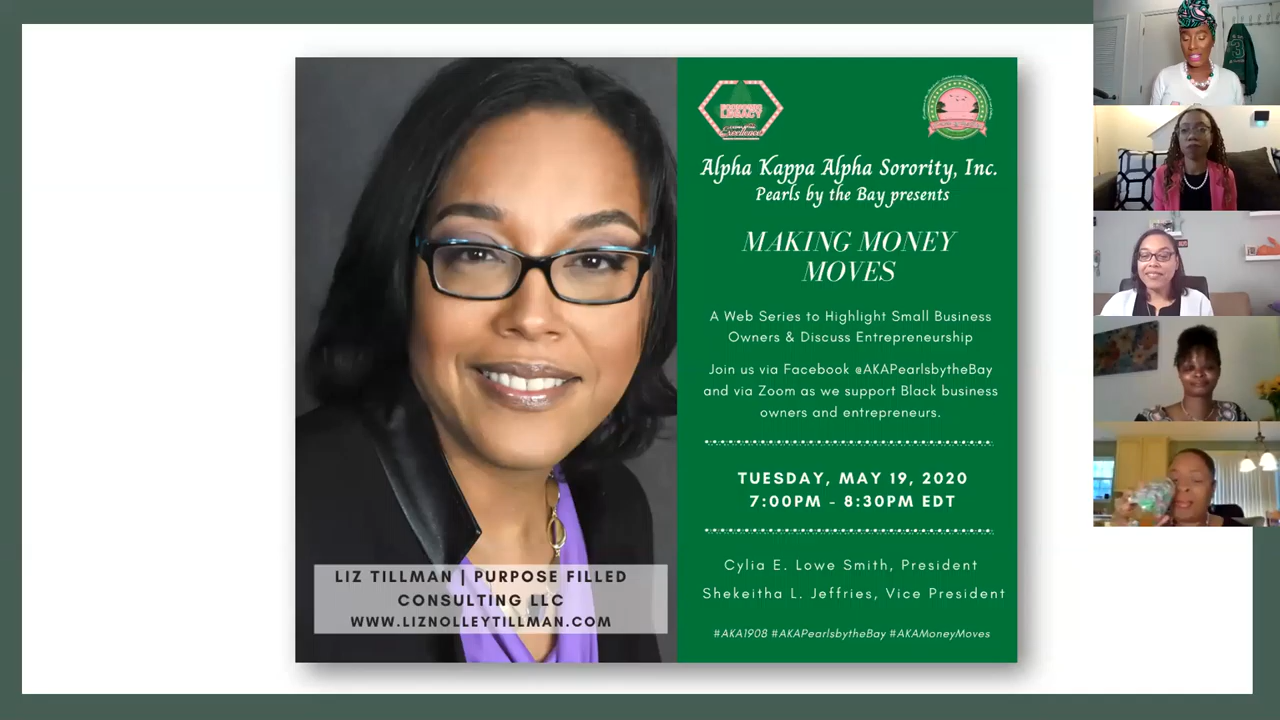 ECONOMIC
LEGACY
Alpha Kappa Alpha Sorority, Inc.
Pearls by the Bay presents
MAKING MONEY
MOVES
A Web Series to Highlight Small Business
Owners & Discuss Entrepreneurship
Join us via Facebook @AKAPearlsbytheBay
and via Zoom as we support Black business
owners and entrepreneurs.
TUESDAY, MAY 19, 2020
7:00PM - 8:30PM EDT
Cylia E. Lowe Smith, President
Shekeitha L. Jeffries, Vice President
#AKA1908 #AKAPearlsbytheBay #AKAMoneyMoves
LIZ TILLMAN | PURPOSE FILLED
CONSULTING LLC
WWW.LIZNOLLEYTILLMAN.COM